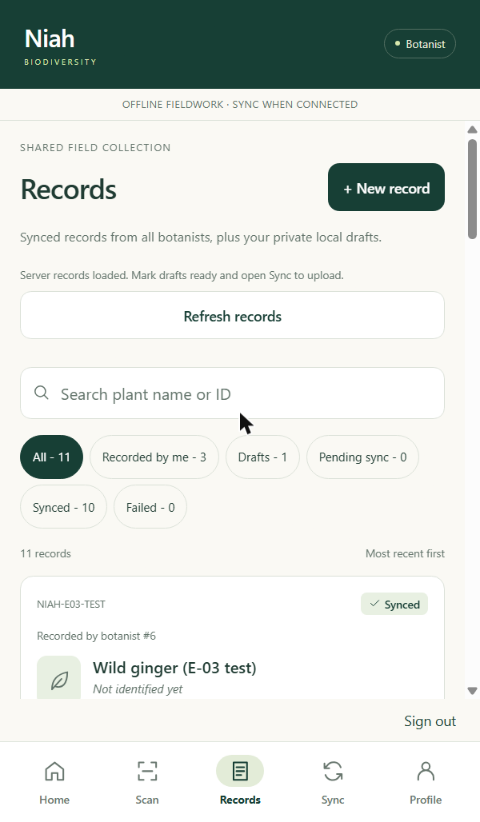 Niah
BIODIVERSITY
Botanist
OFFLINE FIELDWORK · SYNC WHEN CONNECTED
SHARED FIELD COLLECTION
Records
+ New record
Synced records from all botanists, plus your private local drafts.
Server records loaded. Mark drafts ready and open Sync to upload.
Refresh records
Search plant name or ID
All - 11
Recorded by me - 3
Drafts - 1
Pending sync - 0
Synced - 10
Failed - 0
11 records
Most recent first
NIAH-E03-TEST
Synced
Recorded by botanist #6
Wild ginger (E-03 test)
Not identified yet
Sign out
Home
Scan
Records
Sync
Profile